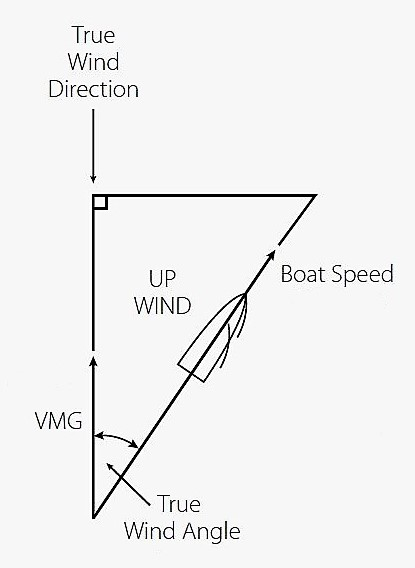 True
Wind
Direction
UP
WIND
Boat Speed
VMG
True
Wind Angle